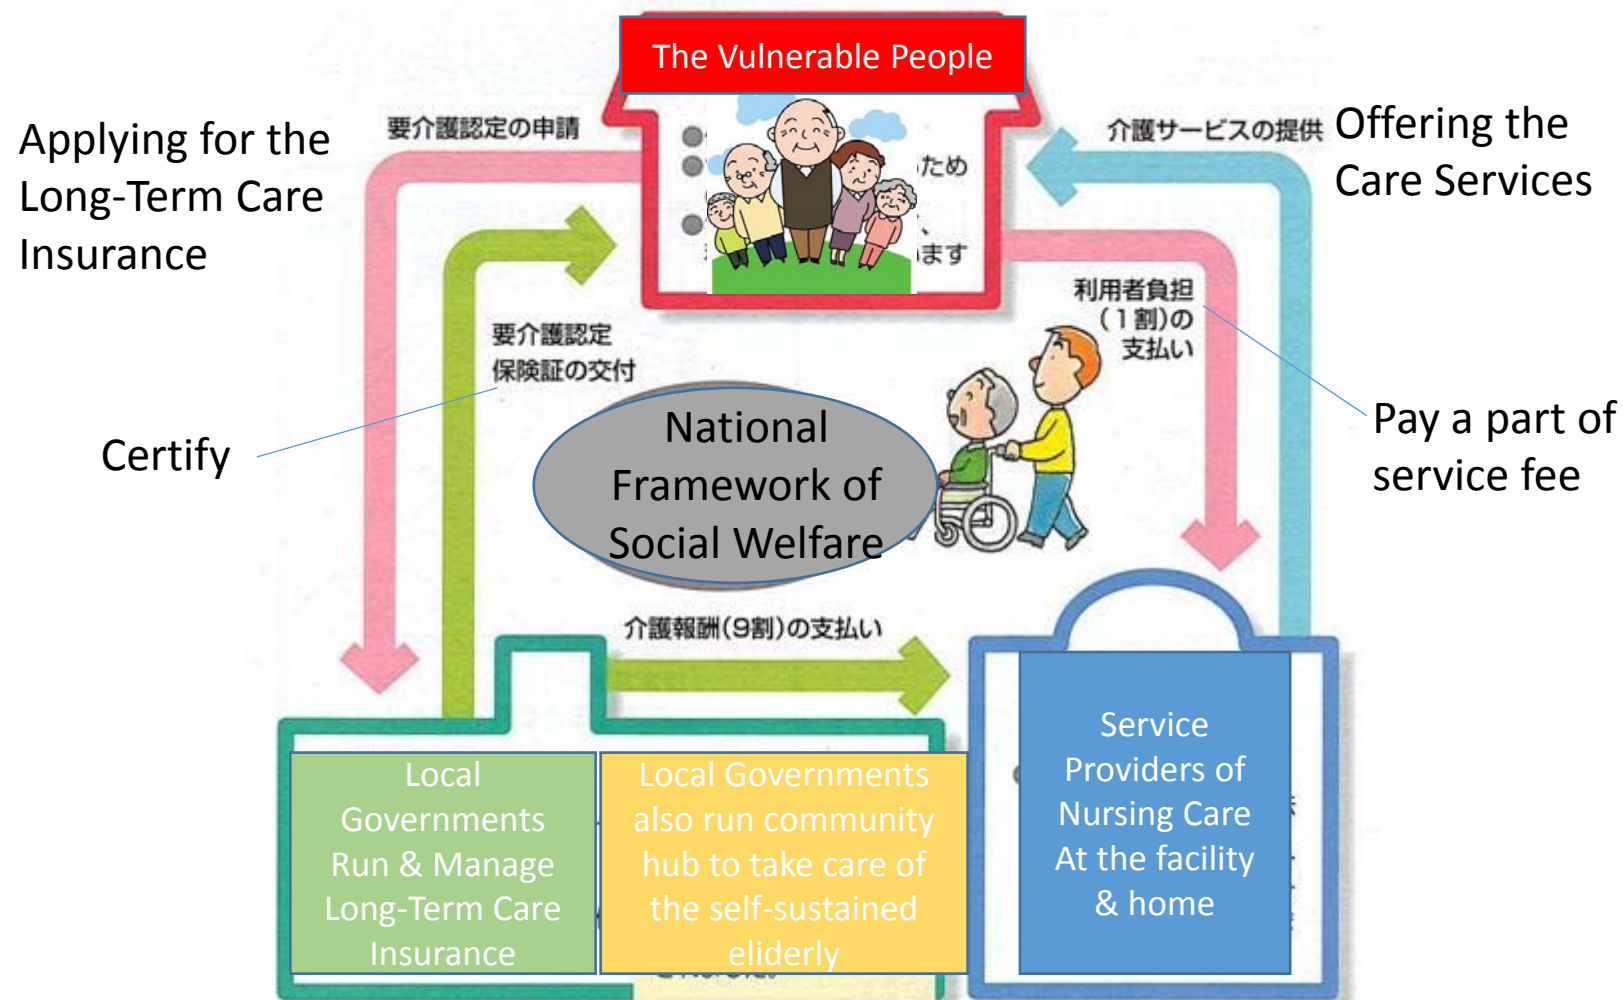 The Vulnerable People
Applying for the
Long-Term Care
Insurance
要介護認定の申請
介護サービスの提供
Offering the
Care Services
ため
、
ます
利用者負担
(1割)の
支払い
要介護認定
保険証の交付
Certify
National
Framework of
Social Welfare
Pay a part of
service fee
介護報酬(9割)の支払い
Local
Governments
Run & Manage
Long-Term Care
Insurance
Local Governments
also run community
hub to take care of
the self-sustained
eliderly
Service
Providers of
Nursing Care
At the facility
& home